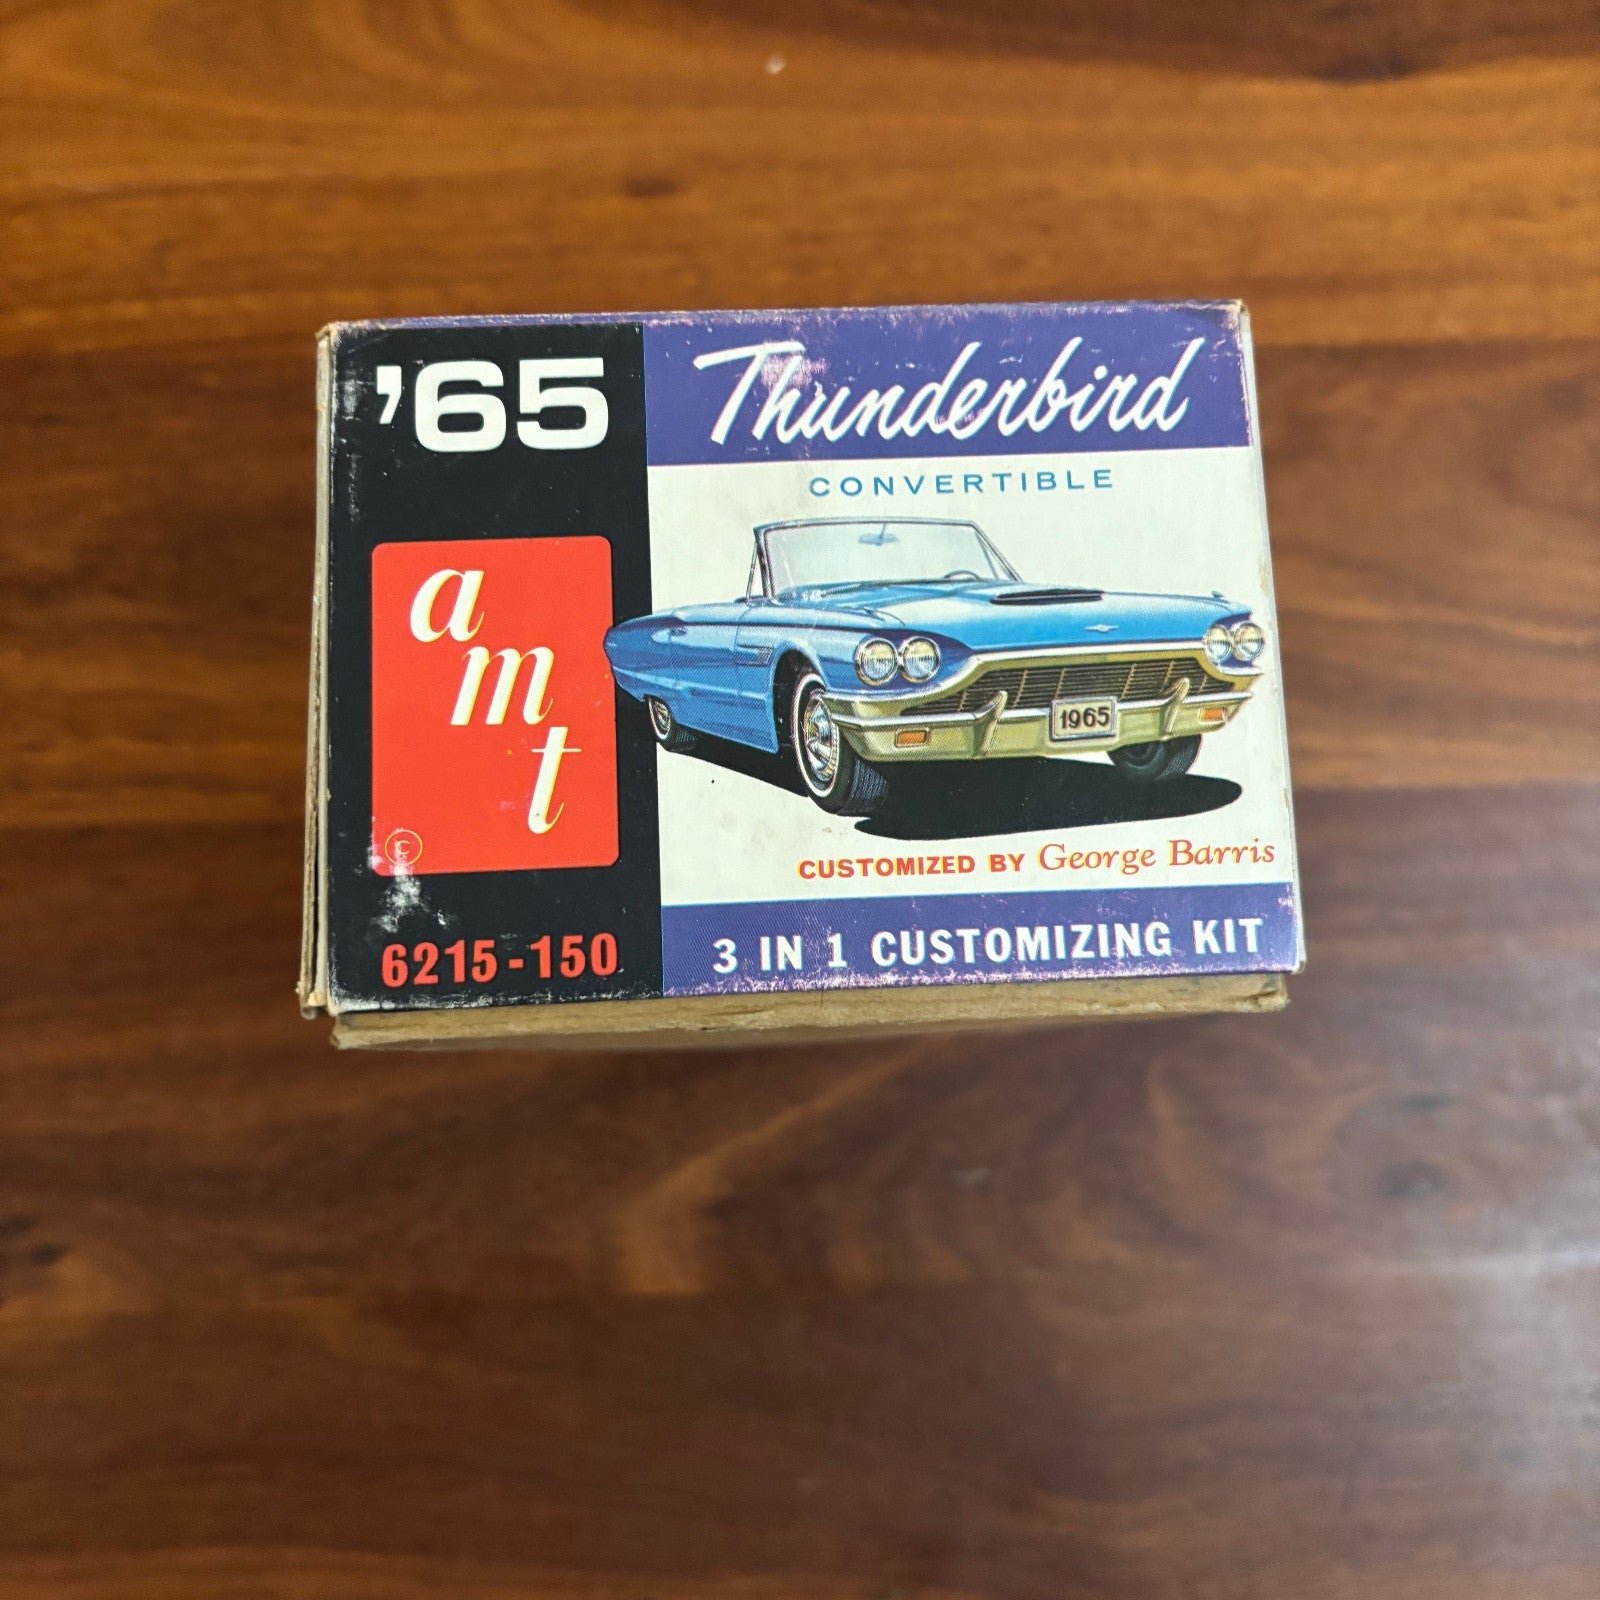 '65
Thunderbird
CONVERTIBLE
amt
1965
CUSTOMIZED BY George Barris
6215-150
3 IN 1 CUSTOMIZING KIT